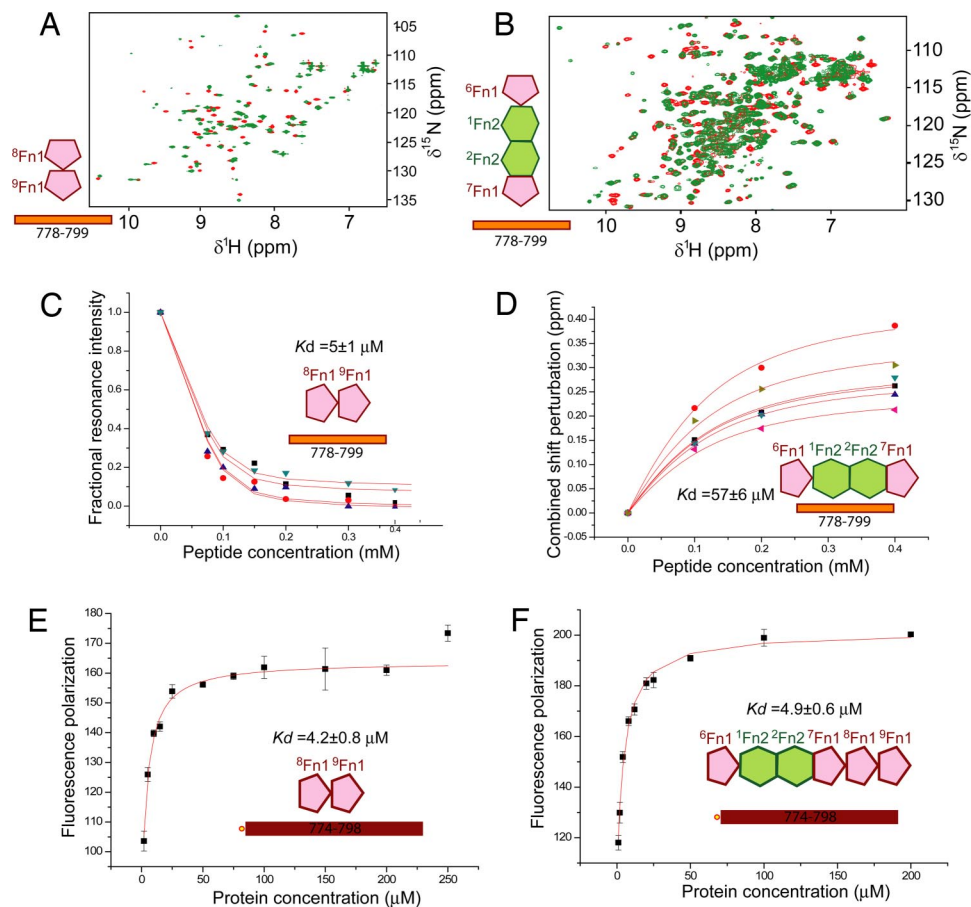 A
8Fn1
9Fn1
778-799
105
110
115
120
125
130
135
δ15N (ppm)
10 9 8 7
δ1H (ppm)
B
6Fn1
1Fn2
2Fn2
7Fn1
778-799
110
115
120
125
130
δ15N (ppm)
10 9 8 7
δ1H (ppm)
C
Fractional resonance intensity
1.0
0.8
0.6
0.4
0.2
0.0
Kd =5±1 μM
8Fn1 9Fn1
778-799
0.0 0.1 0.2 0.3 0.4
0.4
Peptide concentration (mM)
D
Combined shift perturbation (ppm)
0.40
0.35
0.30
0.25
0.20
0.15
0.10
0.05
0.00
-0.05
6Fn1 1Fn2 2Fn2 7Fn1
Kd =57±6 μM
778-799
0.0 0.1 0.2 0.3 0.4
Peptide concentration (mM)
E
Fluorescence polarization
180
170
160
150
140
130
120
110
100
Kd =4.2±0.8 μM
8Fn1 9Fn1
774-798
0 50 100 150 200 250
Protein concentration (μM)
F
Fluorescence polarization
200
180
160
140
120
Kd =4.9±0.6 μM
6Fn1 1Fn2 2Fn2 7Fn1 8Fn1 9Fn1
774-798
0 50 100 150 200
Protein concentration (μM)